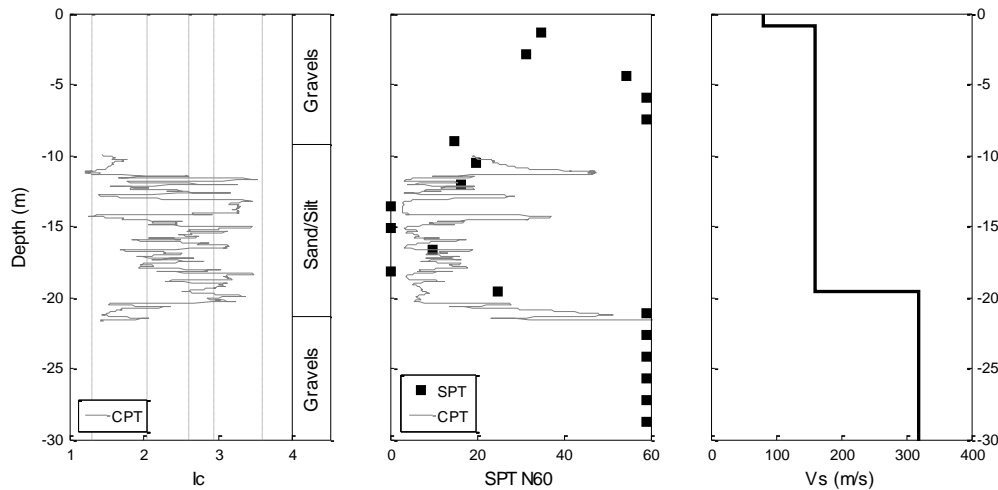 0
-5
-10
-15
-20
-25
-30
Depth (m)
1 2 3 4
Ic
Gravels
Sand/Silt
Gravels
CPT
0 20 40 60
SPT N60
SPT
CPT
0 100 200 300 400
Vs (m/s)
0
-5
-10
-15
-20
-25
-30